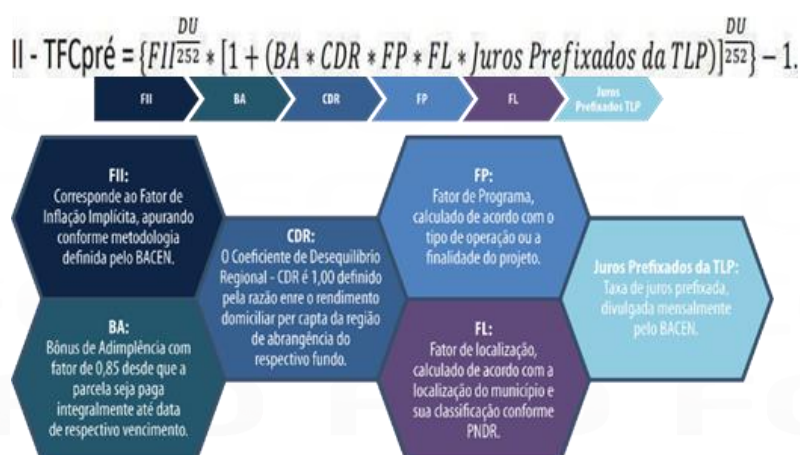 II - TFCpré = {FII^DU/252 * [1 + (BA * CDR * FP * FL * Juros Prefixados da TLP)]^DU/252} − 1.
FII
BA
CDR
FP
FL
Juros
Prefixados TLP
FII:
Corresponde ao Fator de
Inflação Implícita, apurando
conforme metodologia
definida pelo BACEN.
BA:
Bônus de Adimplência com
fator de 0,85 desde que a
parcela seja paga
integralmente até data
de respectivo vencimento.
CDR:
O Coeficiente de Desequilíbrio
Regional - CDR é 1,00 definido
pela razão enre o rendimento
domiciliar per capta da região
de abrangência do
respectivo fundo.
FP:
Fator de Programa,
calculado de acordo com o
tipo de operação ou a
finalidade do projeto.
FL:
Fator de localização,
calculado de acordo com a
localização do município e
sua classificação conforme
PNDR.
Juros Prefixados da TLP:
Taxa de juros prefixada,
divulgada mensalmente
pelo BACEN.